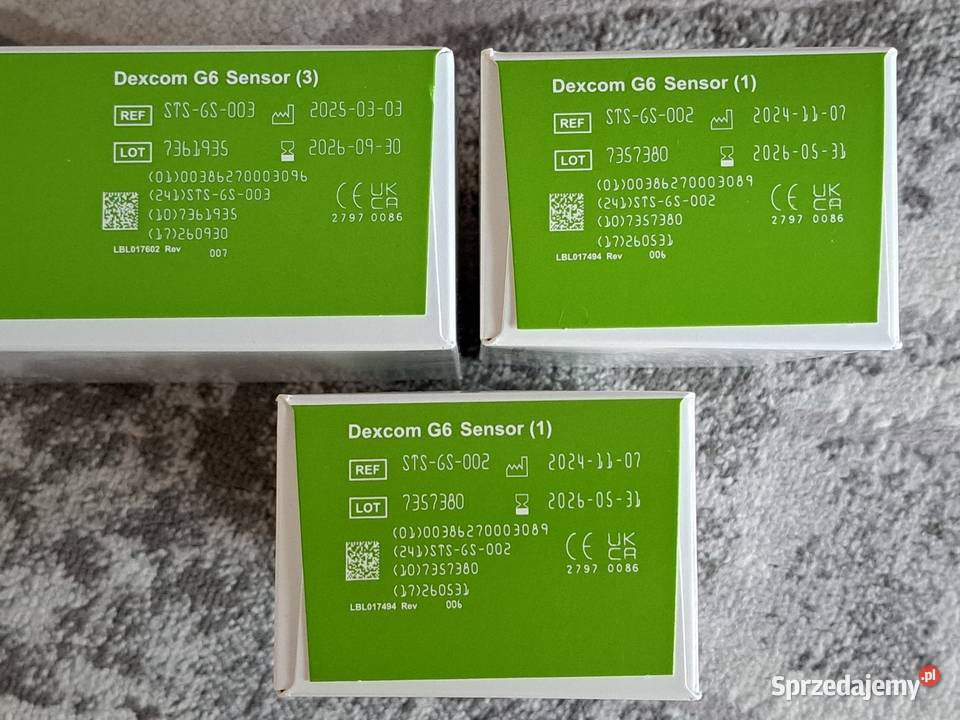 Dexcom G6 Sensor (3)
REF STS-GS-003 2025-03-03
LOT 7361935 2026-09-30
(01)00386270003096
(241)STS-GS-003
(10)7361935
(17)260930
CE UK CA
2797 0086
LBL017602 Rev 007
Dexcom G6 Sensor (1)
REF STS-GS-002 2024-11-07
LOT 7357380 2026-05-31
(01)00386270003089
(241)STS-GS-002
(10)7357380
(17)260531
CE UK CA
2797 0086
LBL017494 Rev 006
Dexcom G6 Sensor (1)
REF STS-GS-002 2024-11-07
LOT 7357380 2026-05-31
(01)00386270003089
(241)STS-GS-002
(10)7357380
(17)260531
CE UK CA
2797 0086
LBL017494 Rev 006
Sprzedajemy.pl